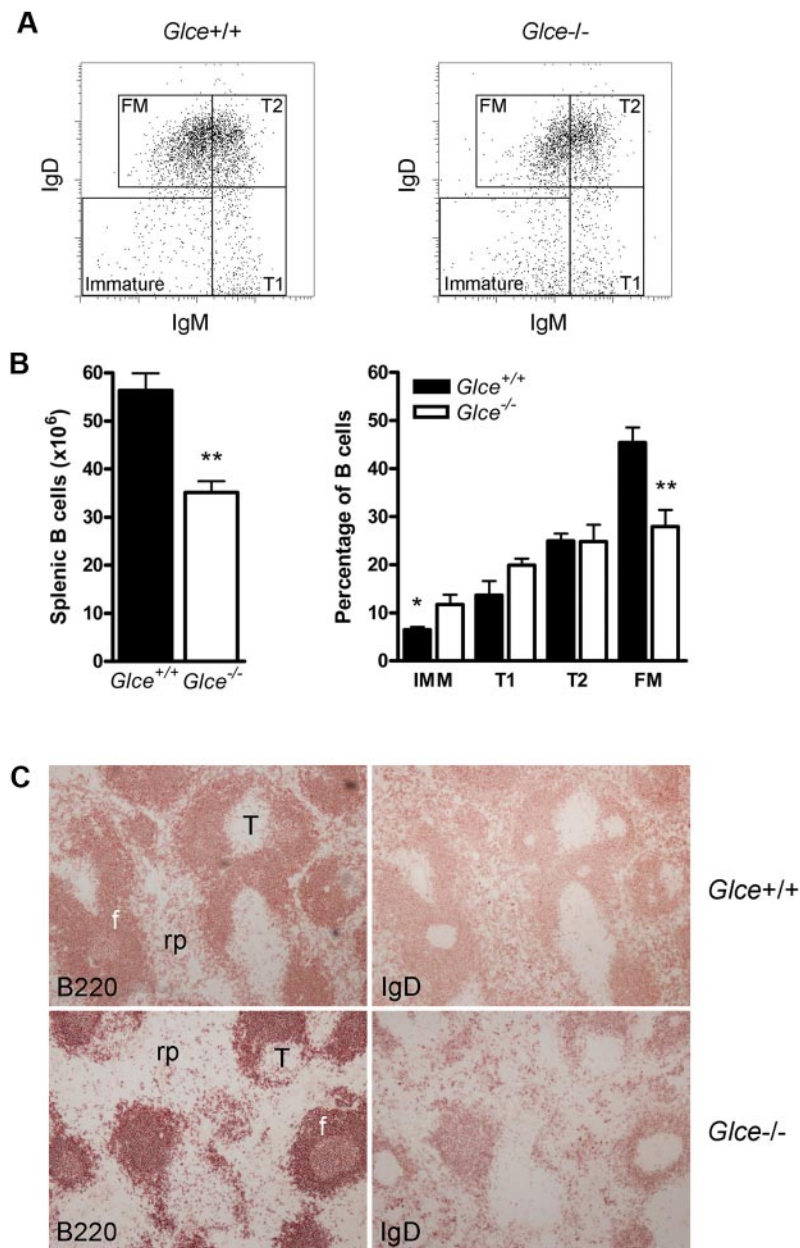 A
Glce+/+
Glce-/-
FM
T2
Immature
T1
IgD
IgM
FM
T2
Immature
T1
IgD
IgM
B
Splenic B cells (x10⁶)
60
50
40
30
20
10
0
**
Glce⁺/⁺ Glce⁻/⁻
Percentage of B cells
60
50
40
30
20
10
0
Glce⁺/⁺
Glce⁻/⁻
*
**
IMM T1 T2 FM
C
T
f
rp
B220
IgD
Glce+/+
rp
T
f
B220
IgD
Glce-/-